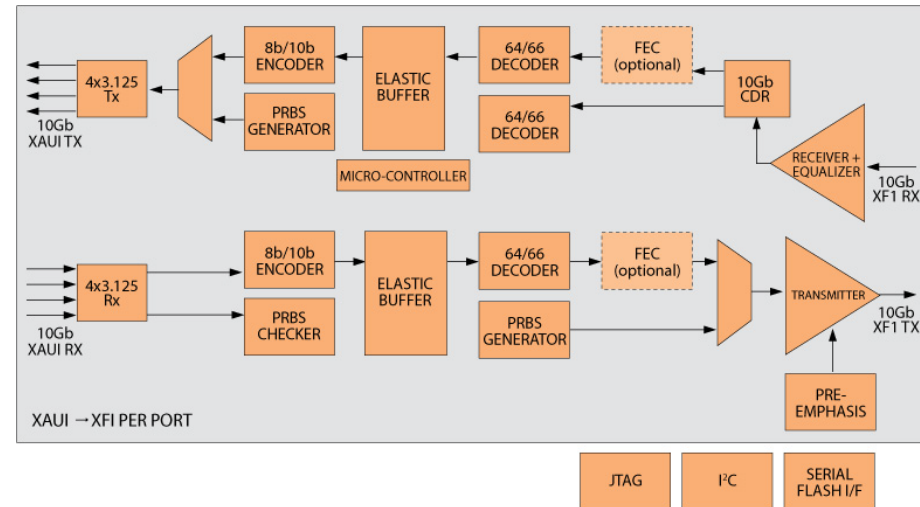 4x3.125
Tx
10Gb
XAUI TX
8b/10b
ENCODER
PRBS
GENERATOR
ELASTIC
BUFFER
64/66
DECODER
64/66
DECODER
FEC
(optional)
10Gb
CDR
RECEIVER +
EQUALIZER
10Gb
XF1 RX
MICRO-CONTROLLER
4x3.125
Rx
10Gb
XAUI RX
8b/10b
ENCODER
PRBS
CHECKER
ELASTIC
BUFFER
64/66
DECODER
PRBS
GENERATOR
FEC
(optional)
TRANSMITTER
10Gb
XF1 TX
PRE-
EMPHASIS
XAUI → XFI PER PORT
JTAG
I²C
SERIAL
FLASH I/F